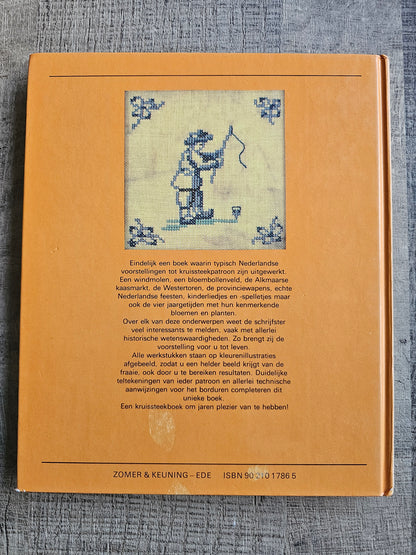 Eindelijk een boek waarin typisch Nederlandse
voorstellingen tot kruissteekpatroon zijn uitgewerkt.
Een windmolen, een bloembollenveld, de Alkmaarse
kaasmarkt, de Westertoren, de provinciewapens, echte
Nederlandse feesten, kinderliedjes en -spelletjes maar
ook de vier jaargetijden met hun kenmerkende
bloemen en planten.
Over elk van deze onderwerpen weet de schrijfster
veel interessants te melden, vaak met allerlei
historische wetenswaardigheden. Zo brengt zij de
voorstelling voor u tot leven.
Alle werkstukken staan op kleurenillustraties
afgebeeld, zodat u een helder beeld krijgt van de
fraaie, ook door u te bereiken resultaten. Duidelijke
teltekeningen van ieder patroon en allerlei technische
aanwijzingen voor het borduren completeren dit
unieke boek.
Een kruissteekboek om jaren plezier van te hebben!
ZOMER & KEUNING – EDE ISBN 90 210 1786 5